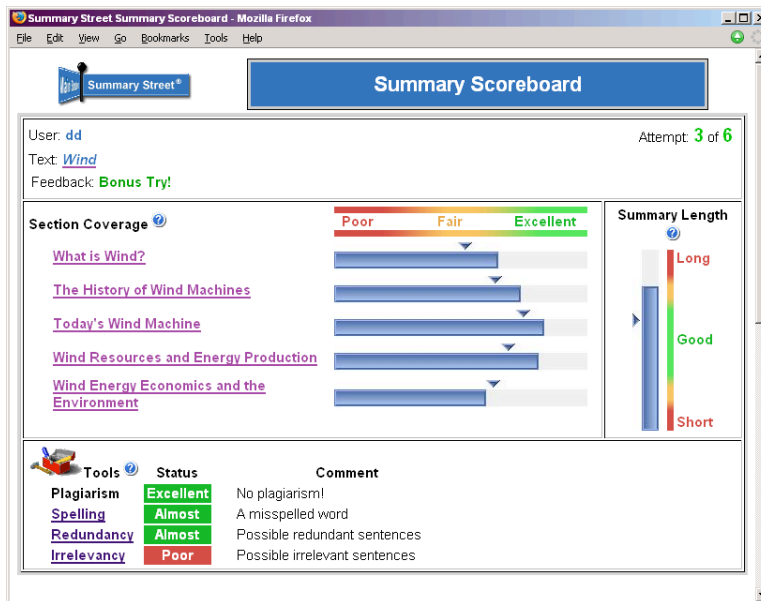 Summary Street Summary Scoreboard - Mozilla Firefox
File Edit View Go Bookmarks Tools Help
Summary Street®
Summary Scoreboard
User: dd
Attempt: 3 of 6
Text: Wind
Feedback: Bonus Try!
Section Coverage
Poor Fair Excellent
Summary Length
What is Wind?
The History of Wind Machines
Today's Wind Machine
Wind Resources and Energy Production
Wind Energy Economics and the
Environment
Long
Good
Short
Tools Status Comment
Plagiarism Excellent No plagiarism!
Spelling Almost A misspelled word
Redundancy Almost Possible redundant sentences
Irrelevancy Poor Possible irrelevant sentences